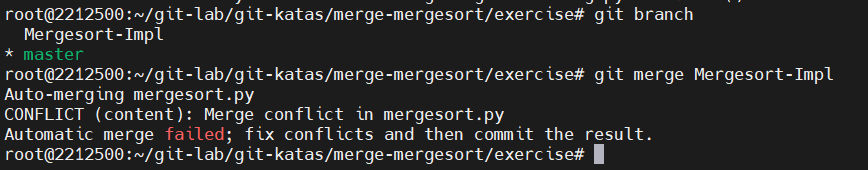 root@2212500:~/git-lab/git-katas/merge-mergesort/exercise# git branch
  Mergesort-Impl
* master
root@2212500:~/git-lab/git-katas/merge-mergesort/exercise# git merge Mergesort-Impl
Auto-merging mergesort.py
CONFLICT (content): Merge conflict in mergesort.py
Automatic merge failed; fix conflicts and then commit the result.
root@2212500:~/git-lab/git-katas/merge-mergesort/exercise#